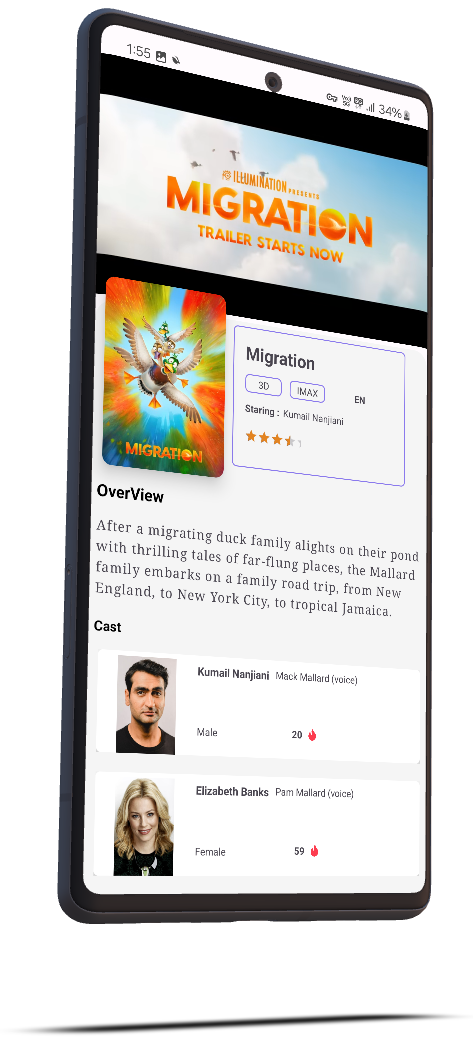 1:55
34%
ILLUMINATION PRESENTS
MIGRATION
TRAILER STARTS NOW
MIGRATION
Migration
3D
IMAX
EN
Staring : Kumail Nanjiani
OverView
After a migrating duck family alights on their pond
with thrilling tales of far-flung places, the Mallard
family embarks on a family road trip, from New
England, to New York City, to tropical Jamaica.
Cast
Kumail Nanjiani Mack Mallard (voice)
Male
20
Elizabeth Banks Pam Mallard (voice)
Female
59